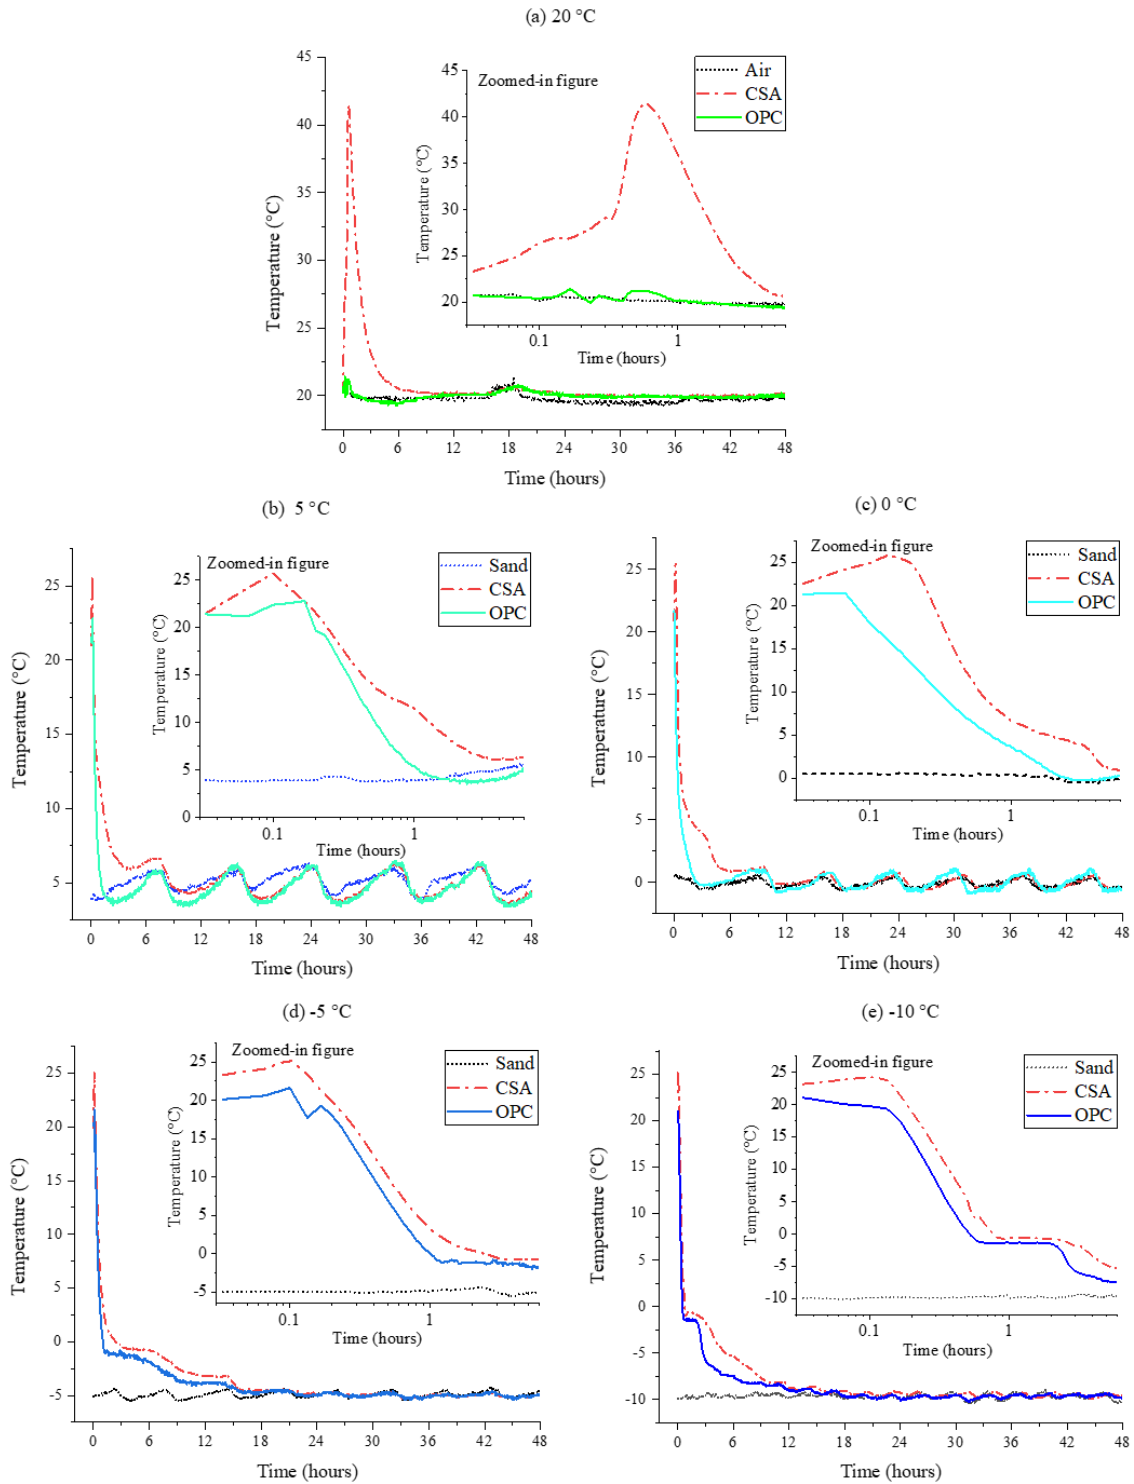 (a) 20 °C
Zoomed-in figure
Air
CSA
OPC
Temperature (°C)
45
40
35
30
25
20
0.1
1
Time (hours)
Temperature (°C)
45
40
35
30
25
20
0 6 12 18 24 30 36 42 48
Time (hours)
(b) 5 °C
Zoomed-in figure
Sand
CSA
OPC
Temperature (°C)
25
20
15
10
5
0
0.1
1
Time (hours)
Temperature (°C)
25
20
15
10
5
0 6 12 18 24 30 36 42 48
Time (hours)
(c) 0 °C
Zoomed-in figure
Sand
CSA
OPC
Temperature (°C)
25
20
15
10
5
0
0.1
1
Time (hours)
Temperature (°C)
25
20
15
10
5
0
0 6 12 18 24 30 36 42 48
Time (hours)
(d) -5 °C
Zoomed-in figure
Sand
CSA
OPC
Temperature (°C)
25
20
15
10
5
0
-5
0.1
1
Time (hours)
Temperature (°C)
25
20
15
10
5
0
-5
0 6 12 18 24 30 36 42 48
Time (hours)
(e) -10 °C
Zoomed-in figure
Sand
CSA
OPC
Temperature (°C)
25
20
15
10
5
0
-5
-10
0.1
1
Time (hours)
Temperature (°C)
25
20
15
10
5
0
-5
-10
0 6 12 18 24 30 36 42 48
Time (hours)